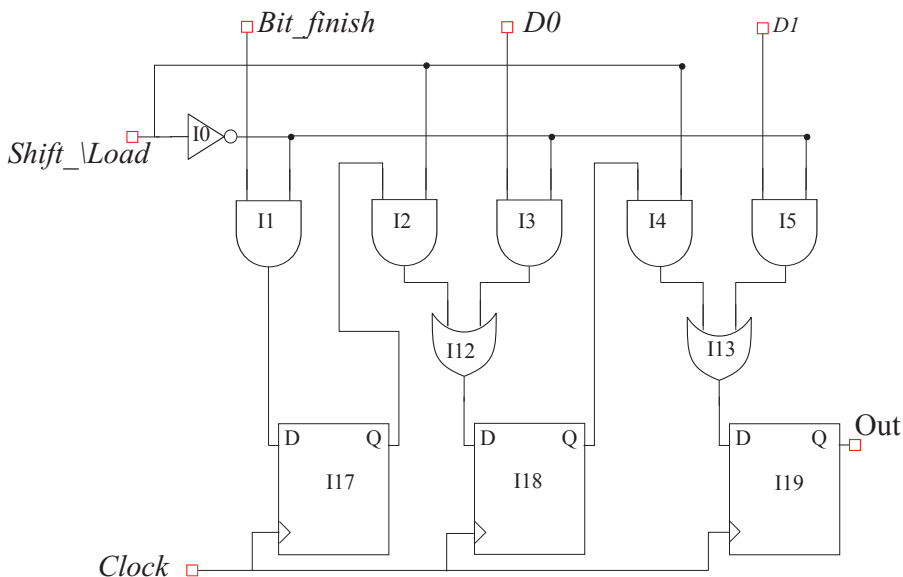 Bit_finish D0 D1
I0
Shift_\Load
I1 I2 I3 I4 I5
I12 I13
D Q D Q D Q Out
I17 I18 I19
Clock